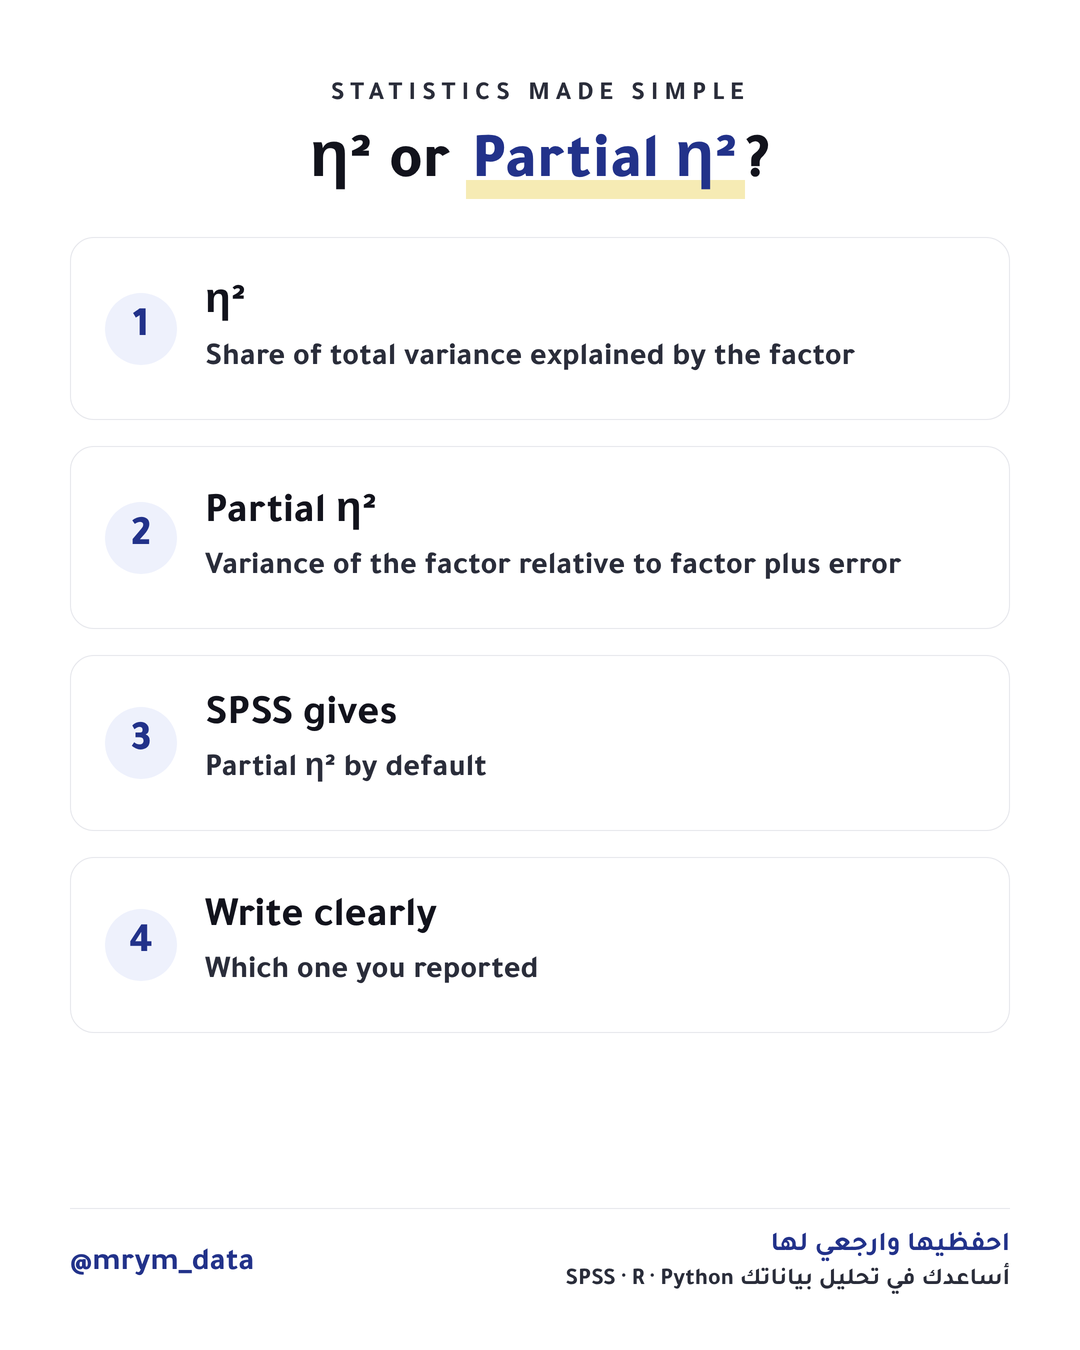 STATISTICS MADE SIMPLE
η² or Partial η²?
1
η²
Share of total variance explained by the factor
2
Partial η²
Variance of the factor relative to factor plus error
3
SPSS gives
Partial η² by default
4
Write clearly
Which one you reported
@mrym_data
احفظيها وارجعي لها
أساعدك في تحليل بياناتك SPSS · R · Python